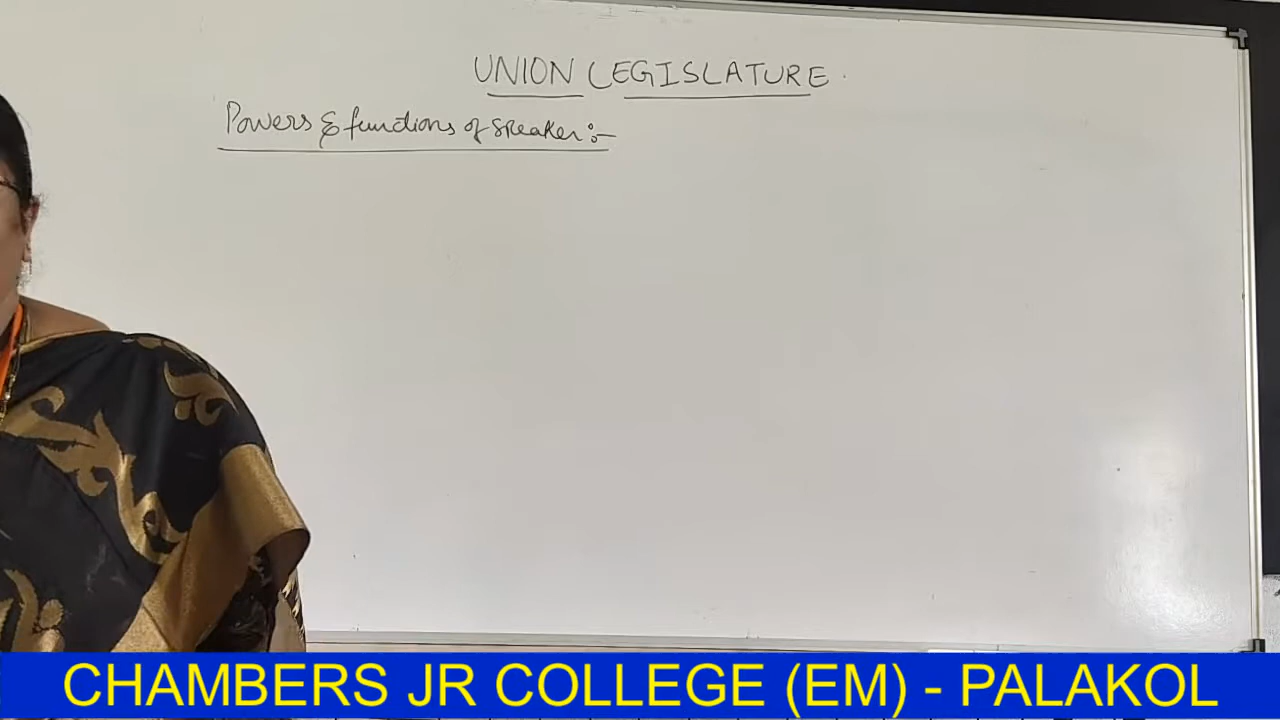 UNION LEGISLATURE.
Powers & functions of Speaker:-
CHAMBERS JR COLLEGE (EM) - PALAKOL